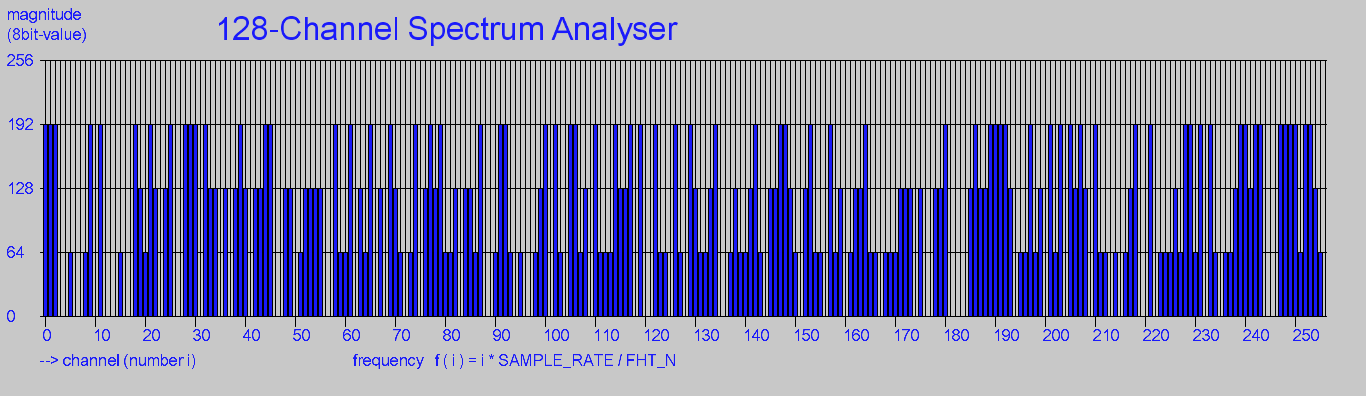 magnitude
(8bit-value)
128-Channel Spectrum Analyser
256
192
128
64
0
0 10 20 30 40 50 60 70 80 90 100 110 120 130 140 150 160 170 180 190 200 210 220 230 240 250
--> channel (number i) frequency f ( i ) = i * SAMPLE_RATE / FHT_N